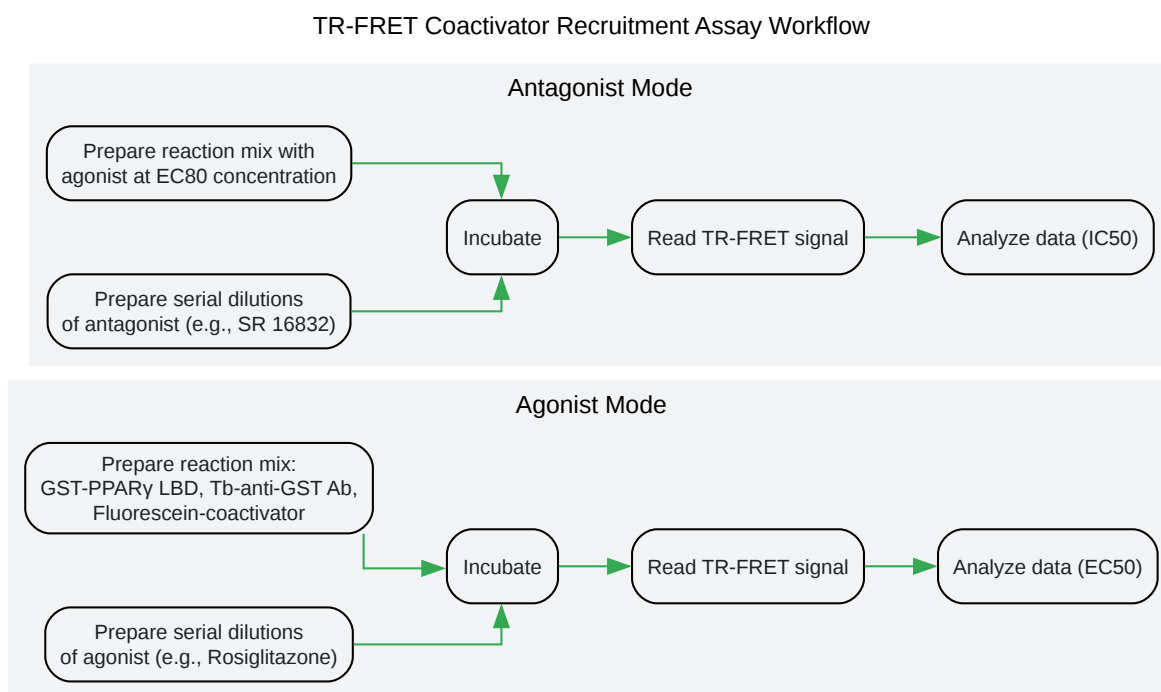 TR-FRET Coactivator Recruitment Assay Workflow
Antagonist Mode
Prepare reaction mix with
agonist at EC80 concentration
Prepare serial dilutions
of antagonist (e.g., SR 16832)
Incubate
Read TR-FRET signal
Analyze data (IC50)
Agonist Mode
Prepare reaction mix:
GST-PPARγ LBD, Tb-anti-GST Ab,
Fluorescein-coactivator
Prepare serial dilutions
of agonist (e.g., Rosiglitazone)
Incubate
Read TR-FRET signal
Analyze data (EC50)